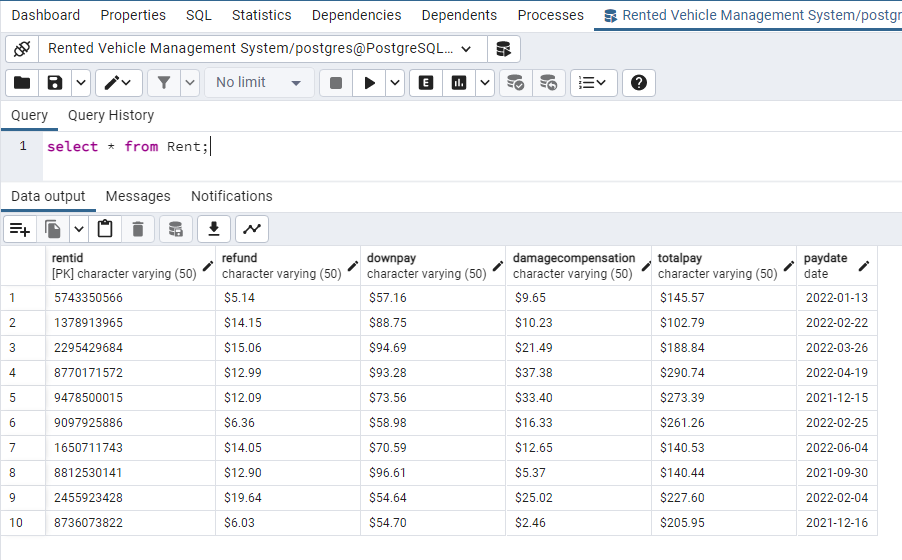 Dashboard Properties SQL Statistics Dependencies Dependents Processes Rented Vehicle Management System/postgr
Rented Vehicle Management System/postgres@PostgreSQL...
No limit E
Query Query History
1 select * from Rent;
Data output Messages Notifications
rentid refund downpay damagecompensation totalpay paydate
[PK] character varying (50) character varying (50) character varying (50) character varying (50) character varying (50) date
1 5743350566 $5.14 $57.16 $9.65 $145.57 2022-01-13
2 1378913965 $14.15 $88.75 $10.23 $102.79 2022-02-22
3 2295429684 $15.06 $94.69 $21.49 $188.84 2022-03-26
4 8770171572 $12.99 $93.28 $37.38 $290.74 2022-04-19
5 9478500015 $12.09 $73.56 $33.40 $273.39 2021-12-15
6 9097925886 $6.36 $58.98 $16.33 $261.26 2022-02-25
7 1650711743 $14.05 $70.59 $12.65 $140.53 2022-06-04
8 8812530141 $12.90 $96.61 $5.37 $140.44 2021-09-30
9 2455923428 $19.64 $54.64 $25.02 $227.60 2022-02-04
10 8736073822 $6.03 $54.70 $2.46 $205.95 2021-12-16